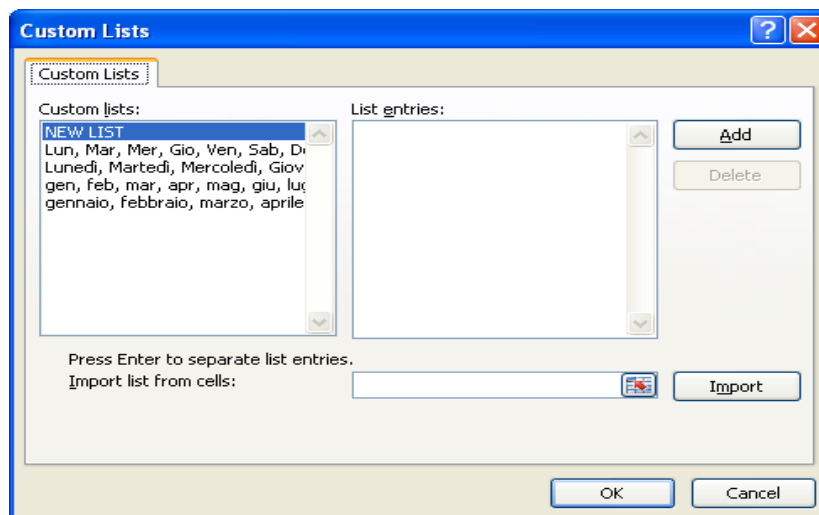 Custom Lists
Custom Lists
Custom lists:
List entries:
NEW LIST
Lun, Mar, Mer, Gio, Ven, Sab, D
Lunedì, Martedì, Mercoledì, Giov
gen, feb, mar, apr, mag, giu, lug
gennaio, febbraio, marzo, aprile
Add
Delete
Press Enter to separate list entries.
Import list from cells:
Import
OK
Cancel